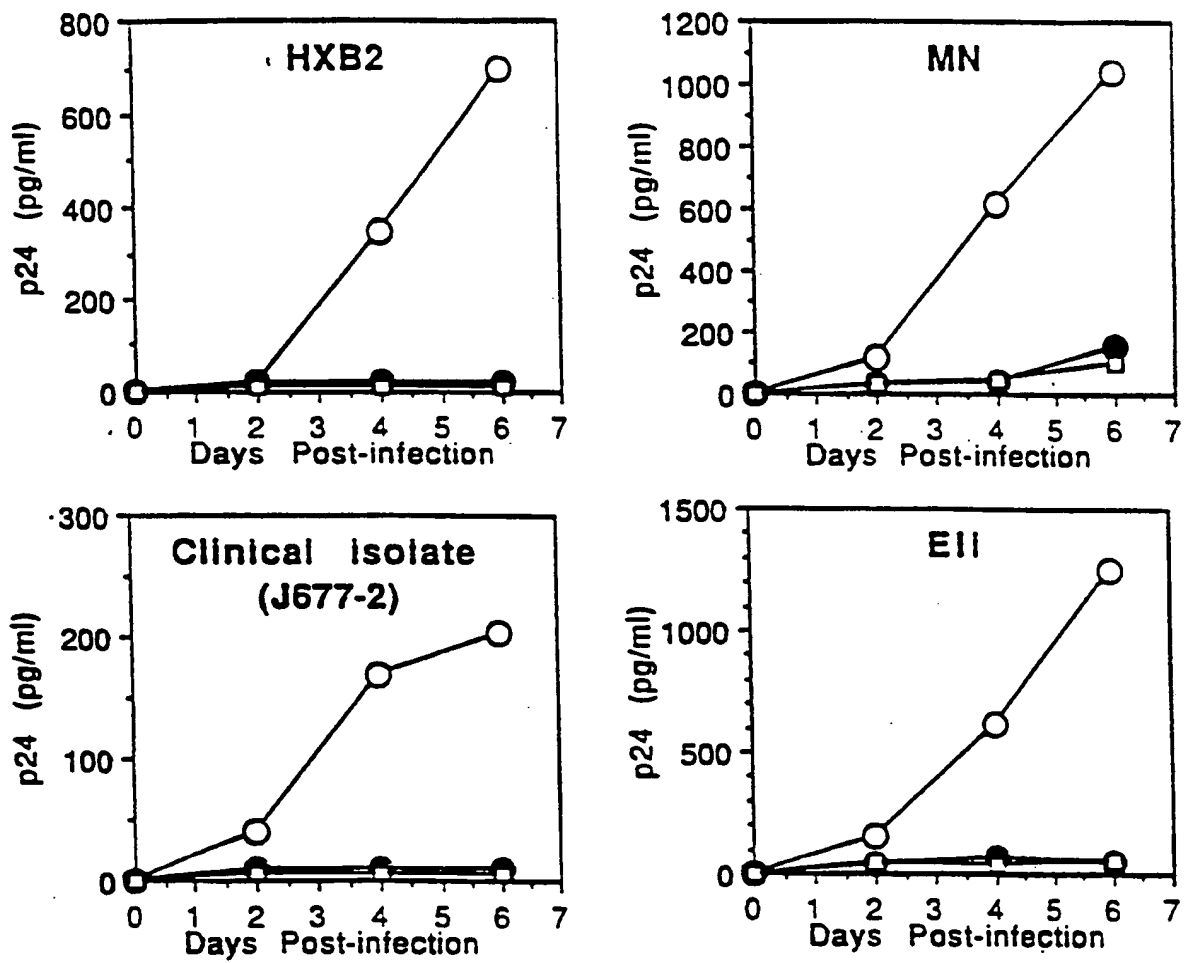 HXB2
800
600
400
200
0
p24 (pg/ml)
0 1 2 3 4 5 6 7
Days Post-infection
MN
1200
1000
800
600
400
200
0
p24 (pg/ml)
0 1 2 3 4 5 6 7
Days Post-infection
Clinical isolate
(J677-2)
300
200
100
0
p24 (pg/ml)
0 1 2 3 4 5 6 7
Days Post-infection
Eli
1500
1000
500
0
p24 (pg/ml)
0 1 2 3 4 5 6 7
Days Post-infection